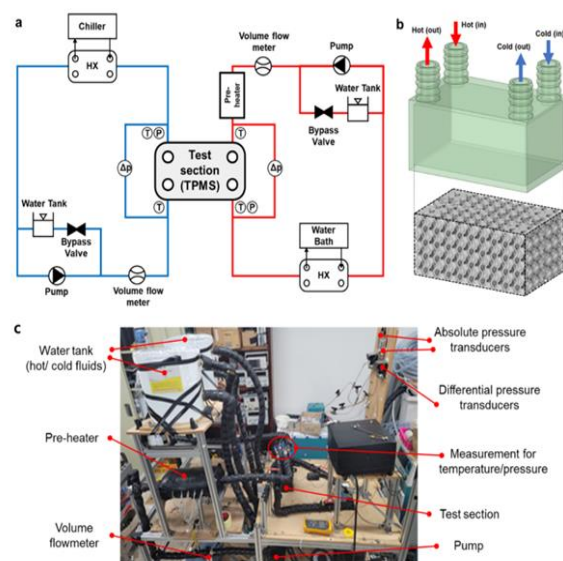 a
Chiller
HX
Volume flow
meter
Pump
Pre-
heater
Water Tank
Bypass
Valve
T P
T
Δp
Test
section
(TPMS)
Δp
T
T P
Water Tank
Bypass
Valve
Pump
Volume flow
meter
Water
Bath
HX
b
Hot (out)
Hot (in)
Cold (out)
Cold (in)
c
Water tank
(hot/ cold fluids)
Pre-heater
Volume
flowmeter
Absolute pressure
transducers
Differential pressure
transducers
Measurement for
temperature/pressure
Test section
Pump